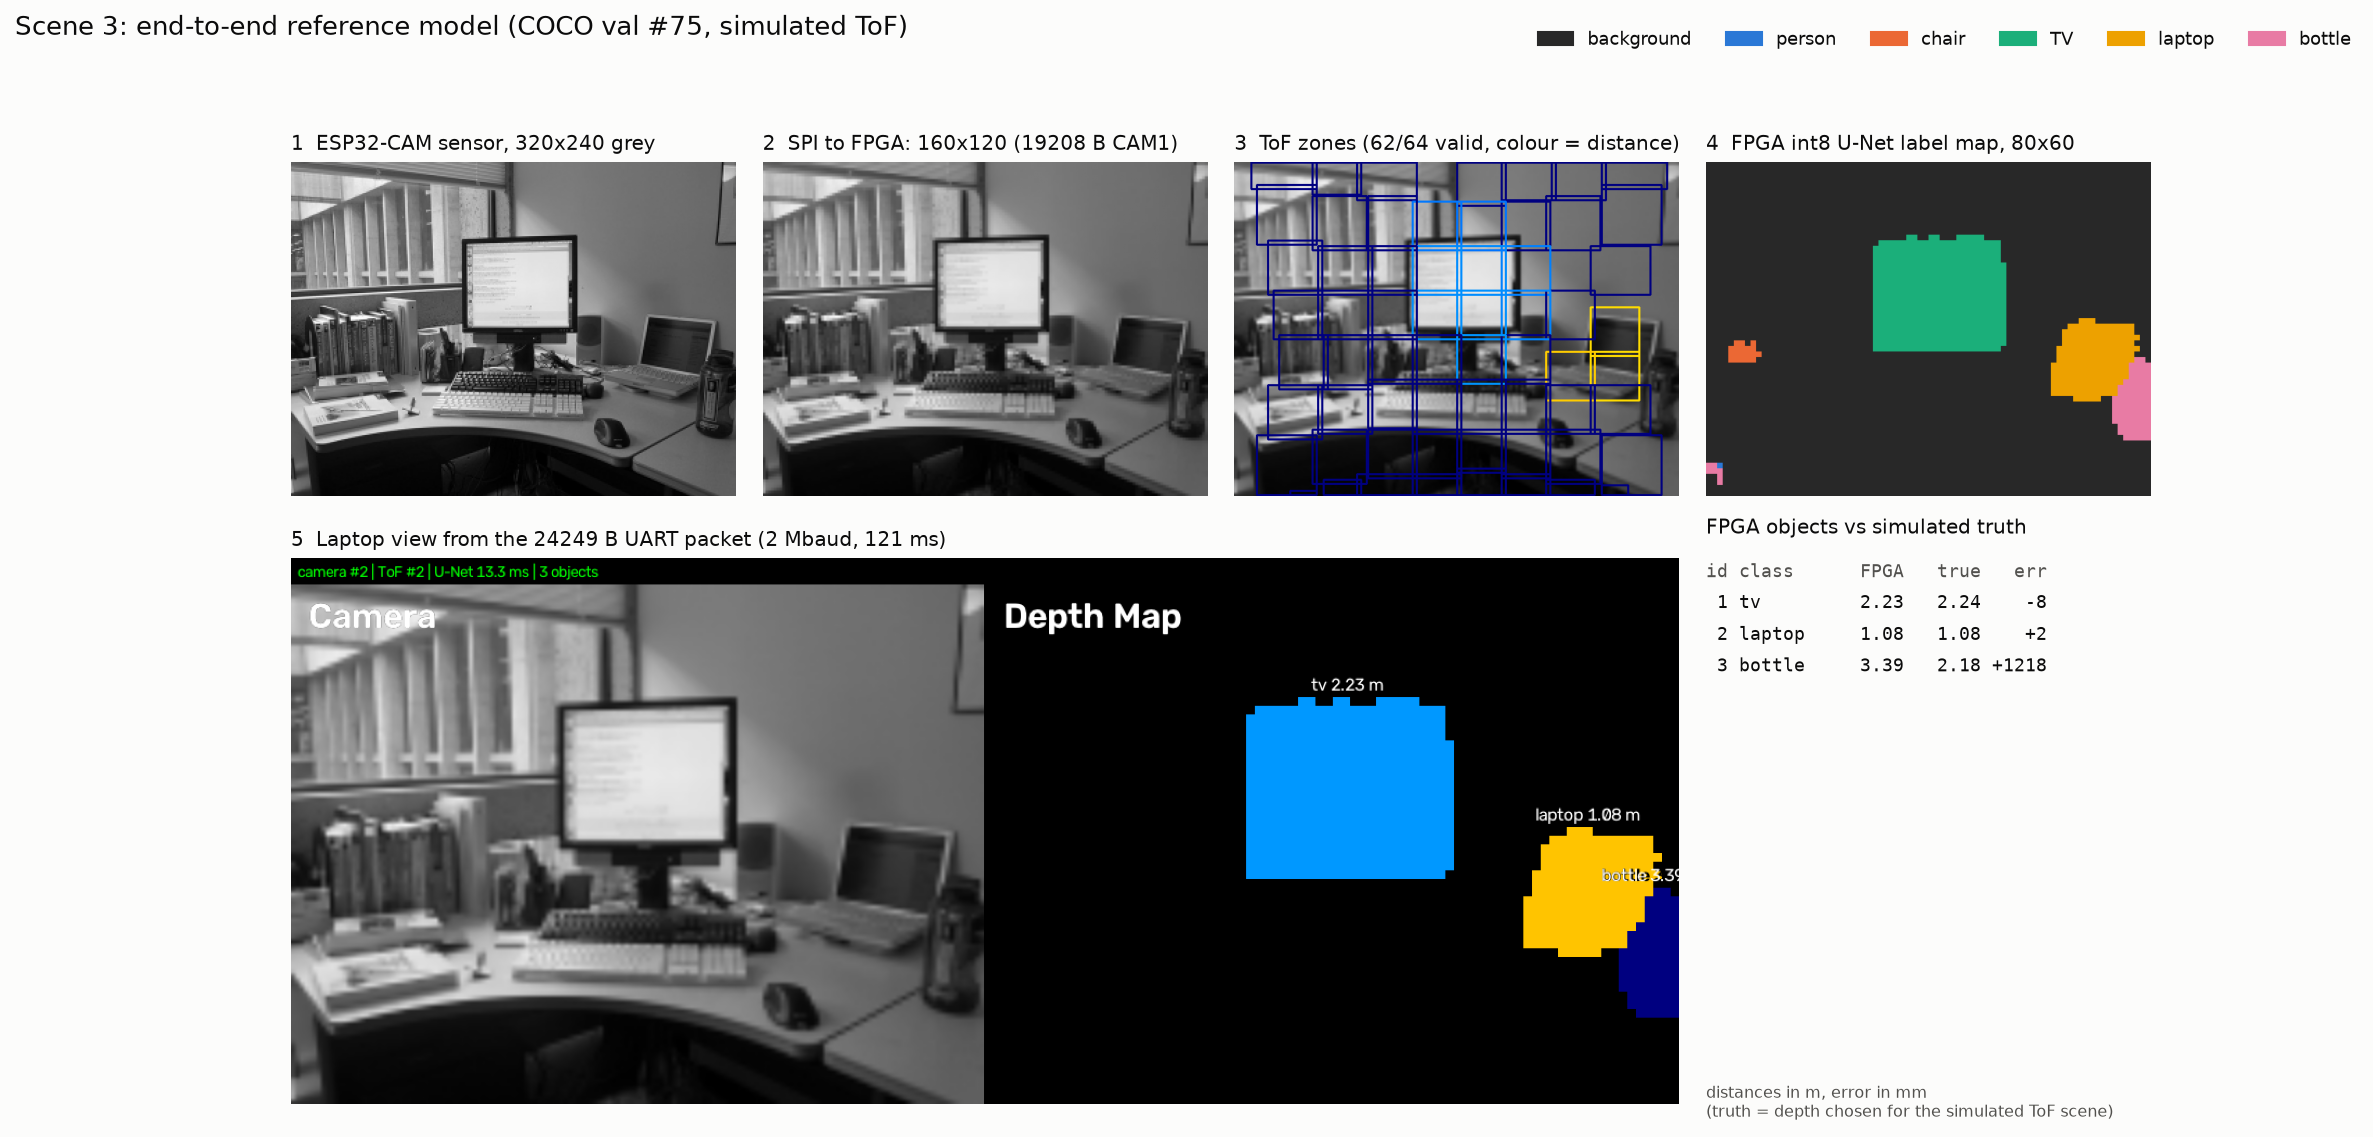 Scene 3: end-to-end reference model (COCO val #75, simulated ToF)
background person chair TV laptop bottle
1 ESP32-CAM sensor, 320x240 grey
2 SPI to FPGA: 160x120 (19208 B CAM1)
3 ToF zones (62/64 valid, colour = distance)
4 FPGA int8 U-Net label map, 80x60
5 Laptop view from the 24249 B UART packet (2 Mbaud, 121 ms)
camera #2 | ToF #2 | U-Net 13.3 ms | 3 objects
Camera
Depth Map
tv 2.23 m
laptop 1.08 m
bottle 3.39
FPGA objects vs simulated truth
id class FPGA true err
1 tv 2.23 2.24 -8
2 laptop 1.08 1.08 +2
3 bottle 3.39 2.18 +1218
distances in m, error in mm
(truth = depth chosen for the simulated ToF scene)